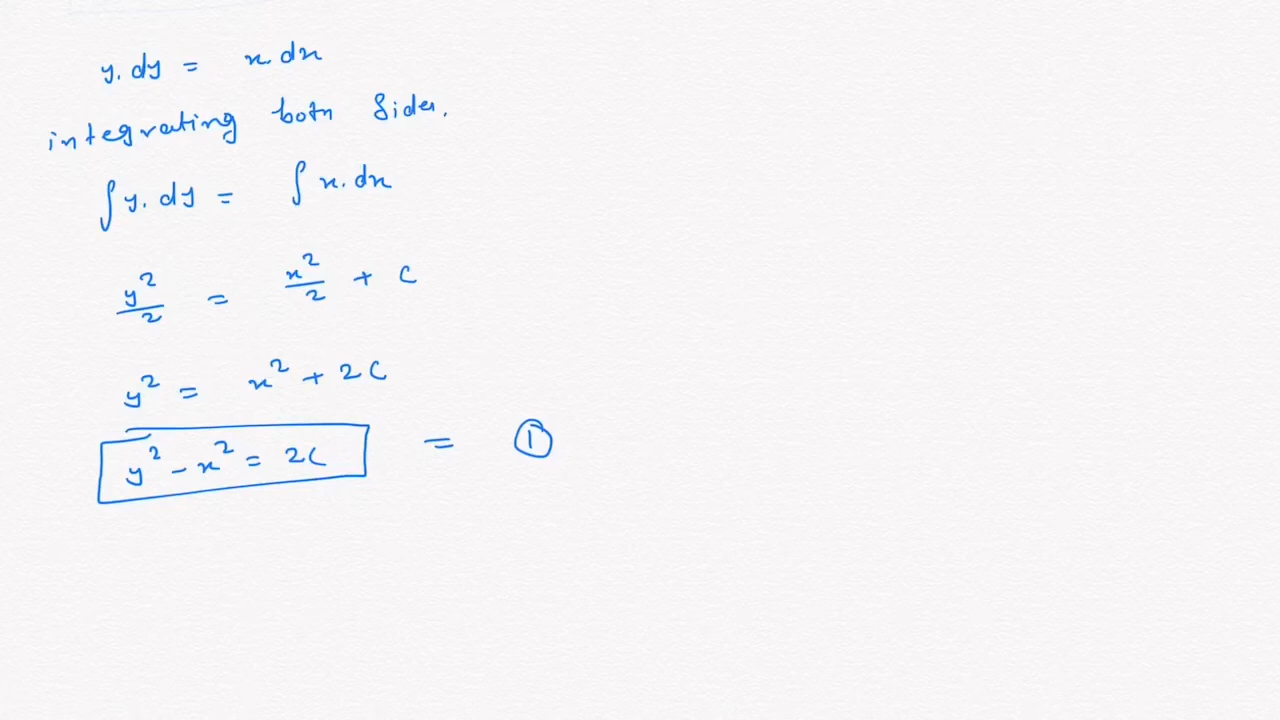 y. dy = x. dx
integrating both sides.
∫ y. dy = ∫ x. dx
y²/2 = x²/2 + C
y² = x² + 2C
y² - x² = 2C = ①